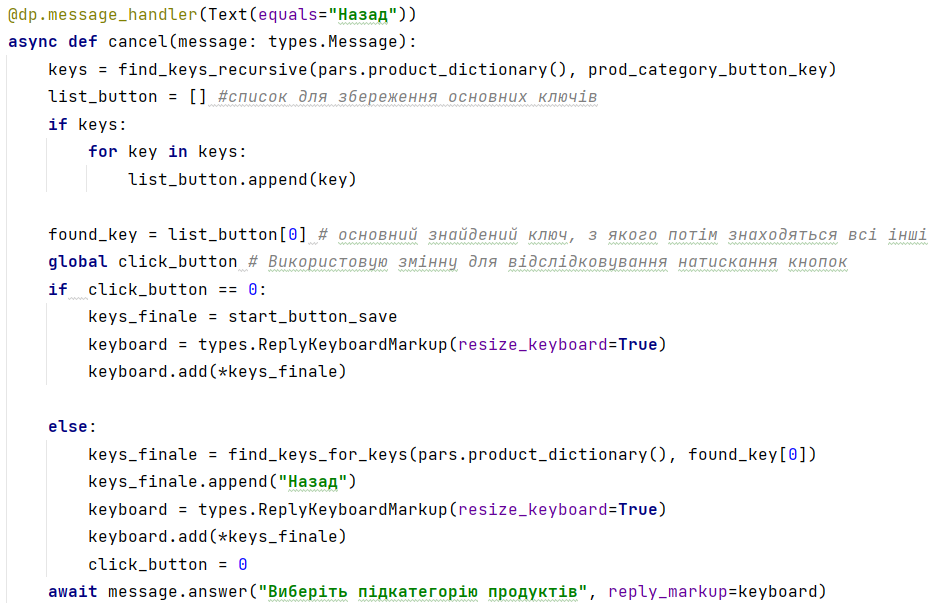 @dp.message_handler(Text(equals="Назад"))
async def cancel(message: types.Message):
    keys = find_keys_recursive(pars.product_dictionary(), prod_category_button_key)
    list_button = [] #список для збереження основних ключів
    if keys:
        for key in keys:
            list_button.append(key)

    found_key = list_button[0] # основний знайдений ключ, з якого потім знаходяться всі інші
    global click_button # Використовую змінну для відслідковування натискання кнопок
    if  click_button == 0:
        keys_finale = start_button_save
        keyboard = types.ReplyKeyboardMarkup(resize_keyboard=True)
        keyboard.add(*keys_finale)

    else:
        keys_finale = find_keys_for_keys(pars.product_dictionary(), found_key[0])
        keys_finale.append("Назад")
        keyboard = types.ReplyKeyboardMarkup(resize_keyboard=True)
        keyboard.add(*keys_finale)
        click_button = 0
    await message.answer("Виберіть підкатегорію продуктів", reply_markup=keyboard)